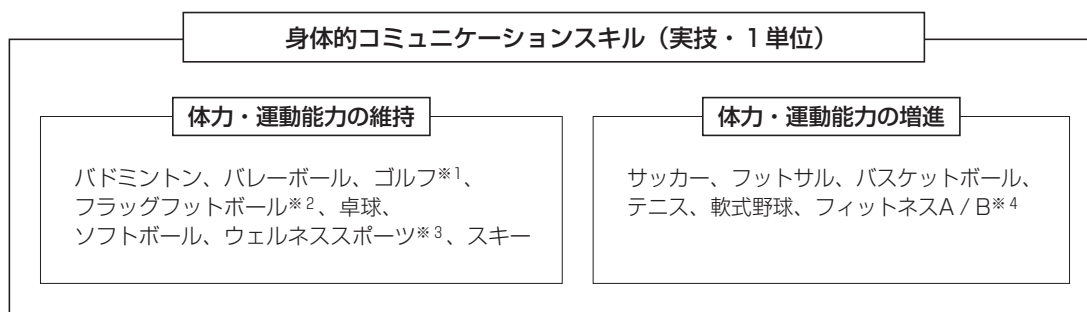 身体的コミュニケーションスキル（実技・１単位）
体力・運動能力の維持
バドミントン、バレーボール、ゴルフ※1、
フラッグフットボール※2、卓球、
ソフトボール、ウェルネススポーツ※3、スキー
体力・運動能力の増進
サッカー、フットサル、バスケットボール、
テニス、軟式野球、フィットネスA / B※4